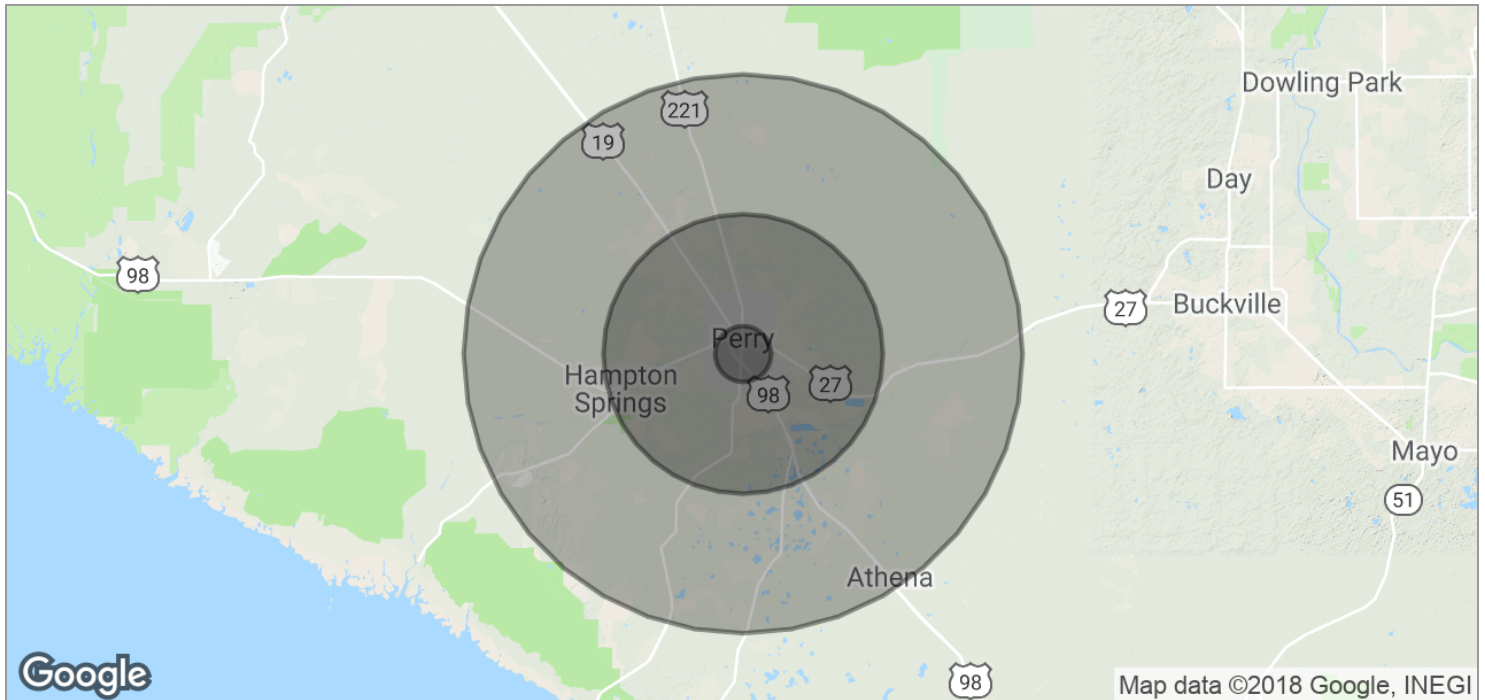 Dowling Park
221
19
Day
98
27
Buckville
Perry
Hampton
Springs
27
98
Mayo
51
Athena
98
Google
Map data ©2018 Google, INEGI